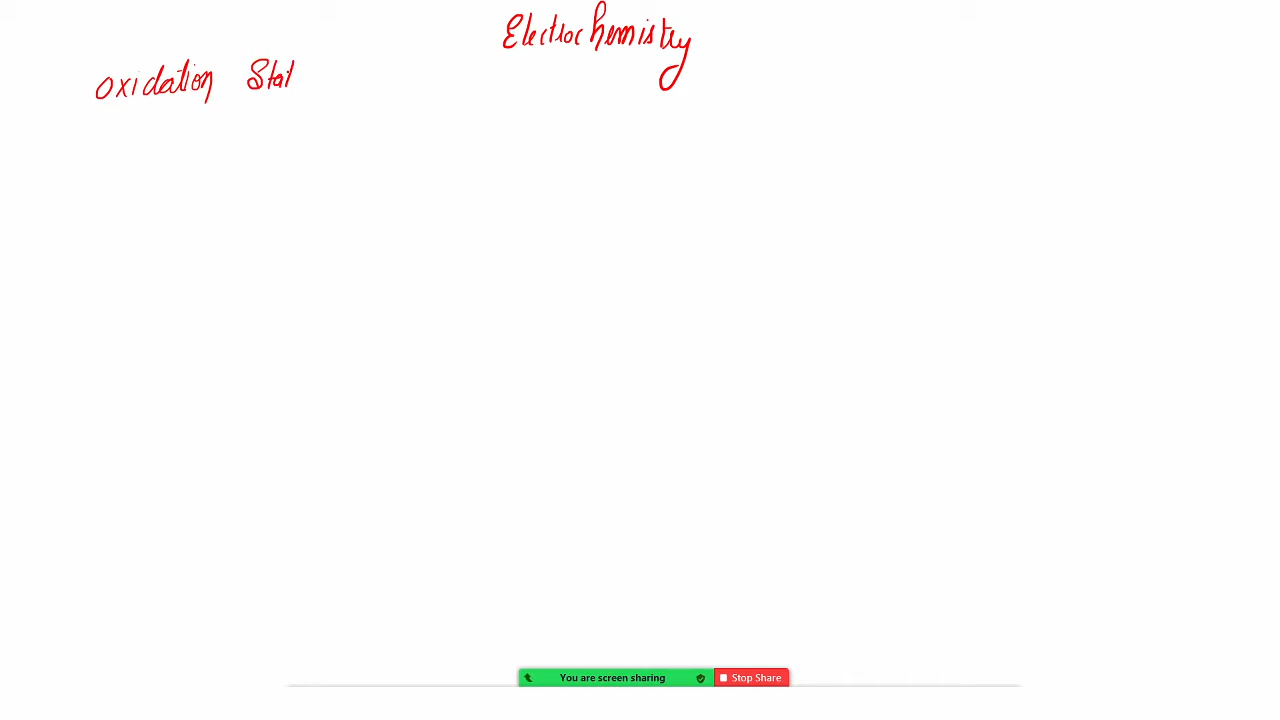 Electrochemistry
Oxidation Stat
You are screen sharing
Stop Share